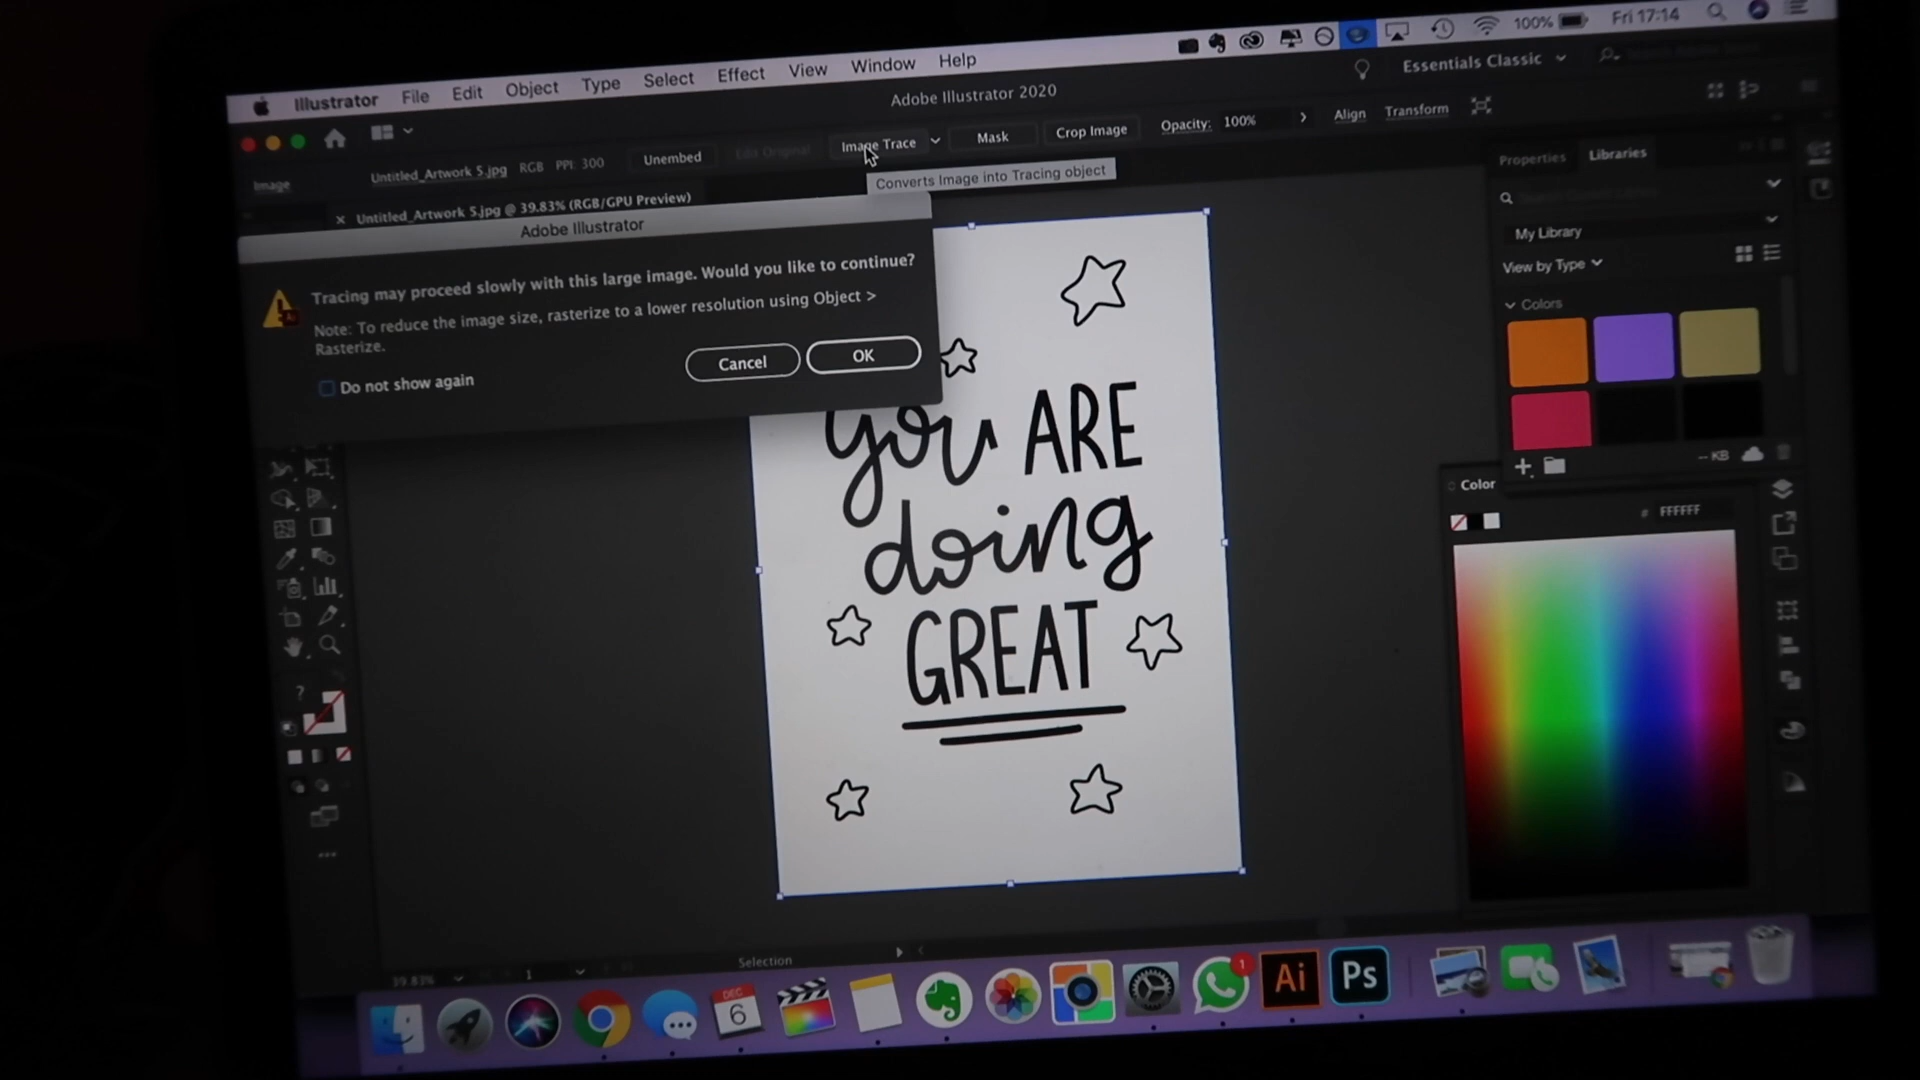 Illustrator File Edit Object Type Select Effect View Window Help
100% Fri 17:14
Adobe Illustrator 2020
Essentials Classic
Image
Untitled_Artwork 5.jpg RGB PPI: 300 Unembed Edit Original Image Trace Mask Crop Image Opacity: 100% Align Transform
Converts Image into Tracing object
Untitled_Artwork 5.jpg @ 39.83% (RGB/GPU Preview)
Adobe Illustrator
Tracing may proceed slowly with this large image. Would you like to continue?
Note: To reduce the image size, rasterize to a lower resolution using Object >
Rasterize.
Do not show again
Cancel
OK
you ARE
doing
GREAT
Properties Libraries
My Library
View by Type
Colors
-- KB
Color
# FFFFFF
?
39.83%
1
Selection
DEC
6
1
Ai
Ps